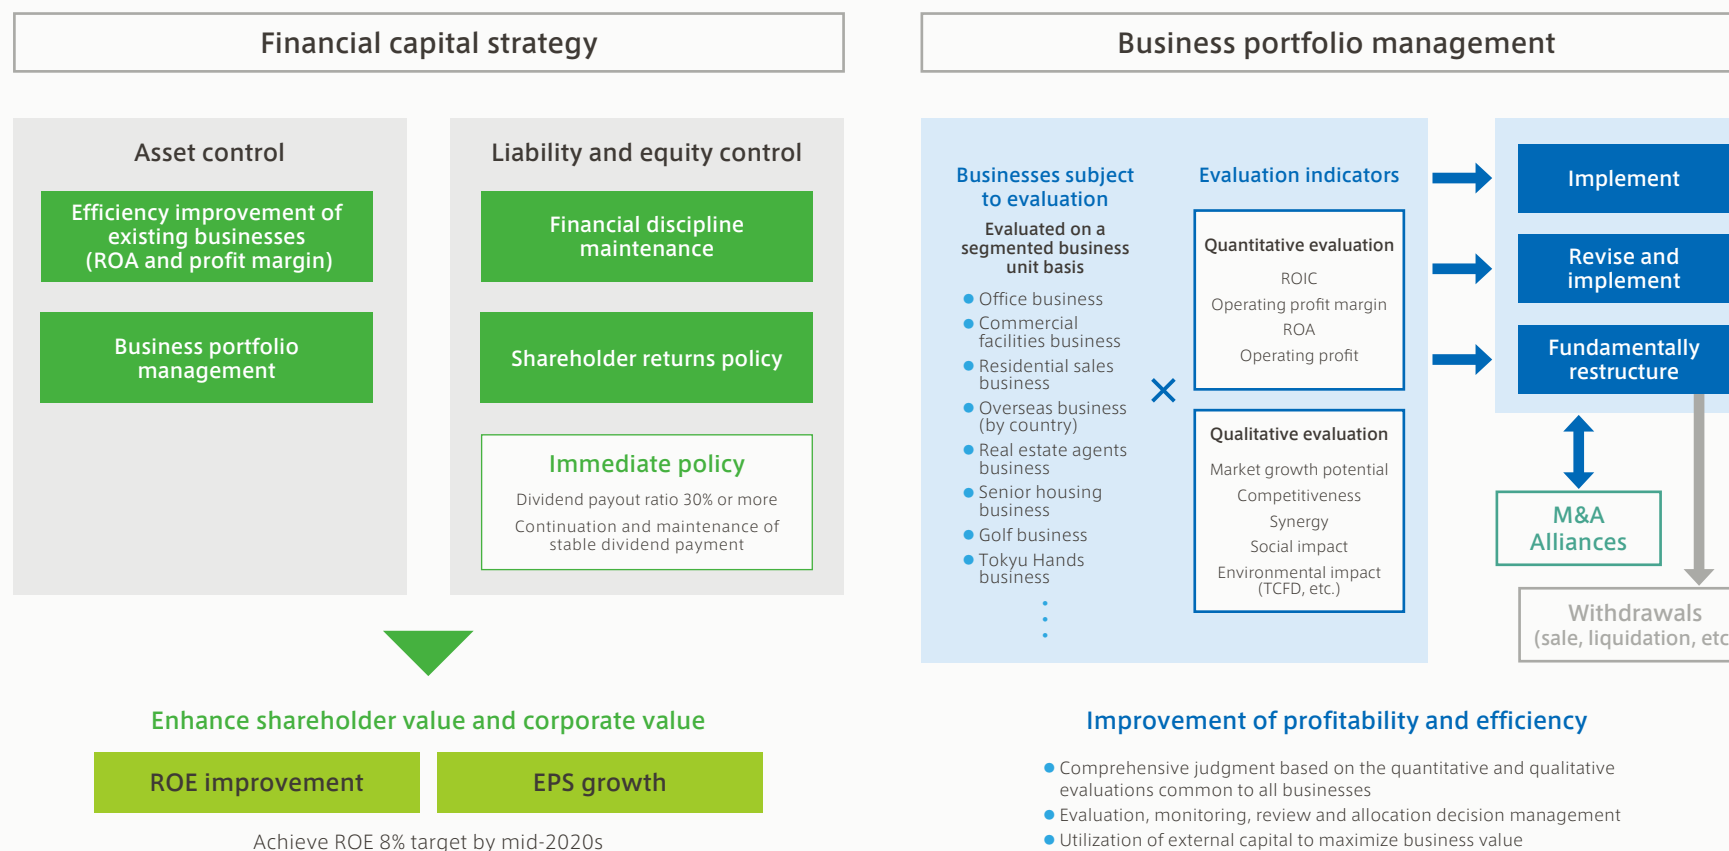 Financial capital strategy
Asset control
Efficiency improvement of
existing businesses
(ROA and profit margin)
Business portfolio
management
Liability and equity control
Financial discipline
maintenance
Shareholder returns policy
Immediate policy
Dividend payout ratio 30% or more
Continuation and maintenance of
stable dividend payment
Enhance shareholder value and corporate value
ROE improvement
EPS growth
Achieve ROE 8% target by mid-2020s
Business portfolio management
Businesses subject
to evaluation
Evaluated on a
segmented business
unit basis
● Office business
● Commercial
facilities business
● Residential sales
business
● Overseas business
(by country)
● Real estate agents
business
● Senior housing
business
● Golf business
● Tokyu Hands
business
×
Evaluation indicators
Quantitative evaluation
ROIC
Operating profit margin
ROA
Operating profit
Qualitative evaluation
Market growth potential
Competitiveness
Synergy
Social impact
Environmental impact
(TCFD, etc.)
Implement
Revise and
implement
Fundamentally
restructure
M&A
Alliances
Withdrawals
(sale, liquidation, etc
Improvement of profitability and efficiency
● Comprehensive judgment based on the quantitative and qualitative
evaluations common to all businesses
● Evaluation, monitoring, review and allocation decision management
● Utilization of external capital to maximize business value